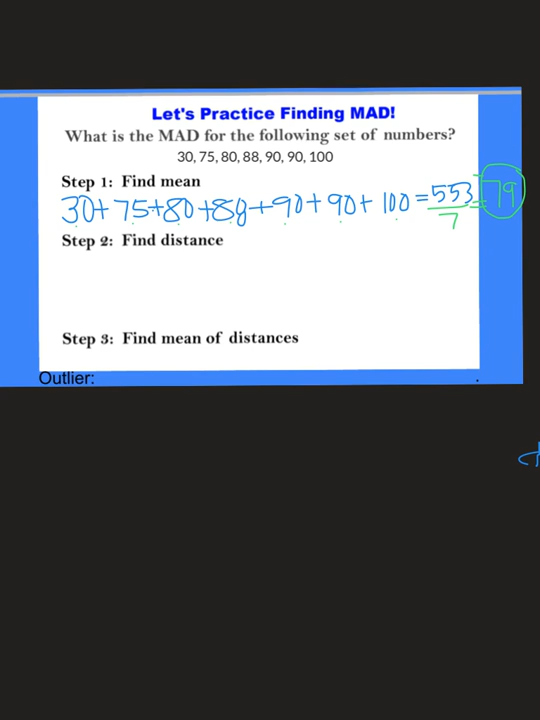 Let's Practice Finding MAD!
What is the MAD for the following set of numbers?
30, 75, 80, 88, 90, 90, 100
Step 1: Find mean
30+ 75+80+88+90+90+ 100 = 553/7 = 79
Step 2: Find distance
Step 3: Find mean of distances
Outlier: .